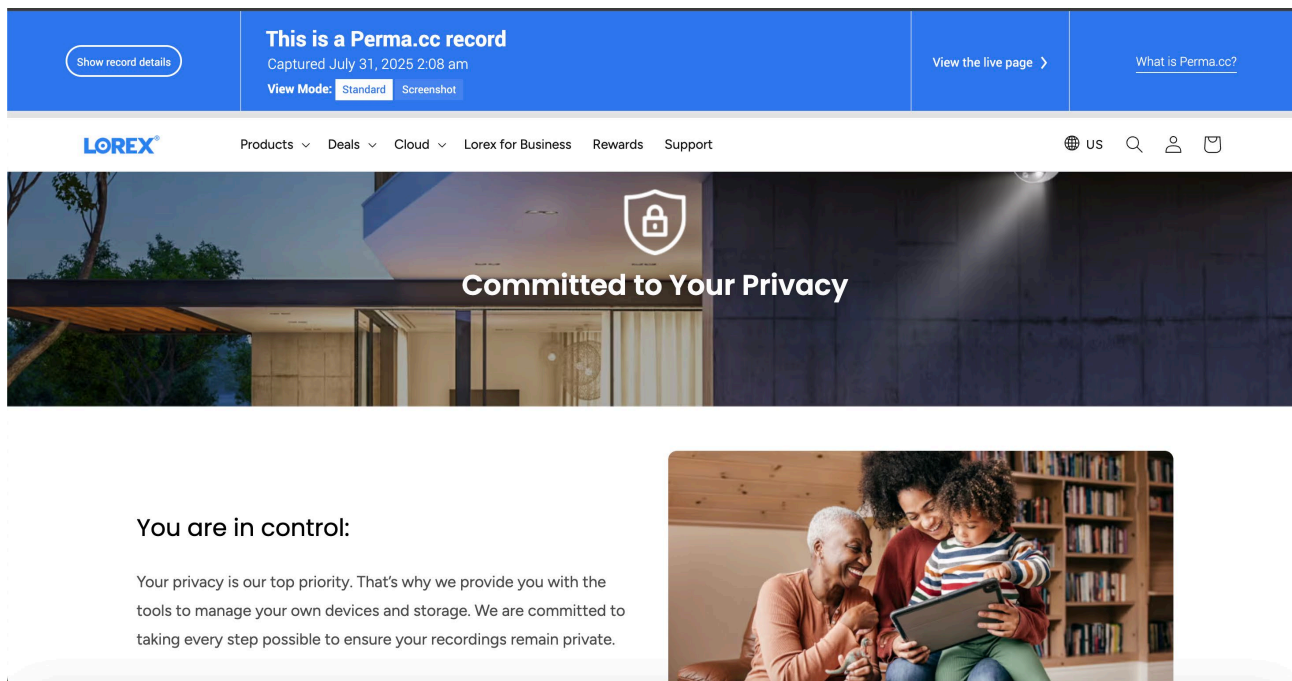 Show record details
This is a Perma.cc record
Captured July 31, 2025 2:08 am
View Mode: Standard Screenshot
View the live page ❯
What is Perma.cc?
LOREX®
Products Deals Cloud Lorex for Business Rewards Support
US
Committed to Your Privacy
You are in control:
Your privacy is our top priority. That's why we provide you with the
tools to manage your own devices and storage. We are committed to
taking every step possible to ensure your recordings remain private.